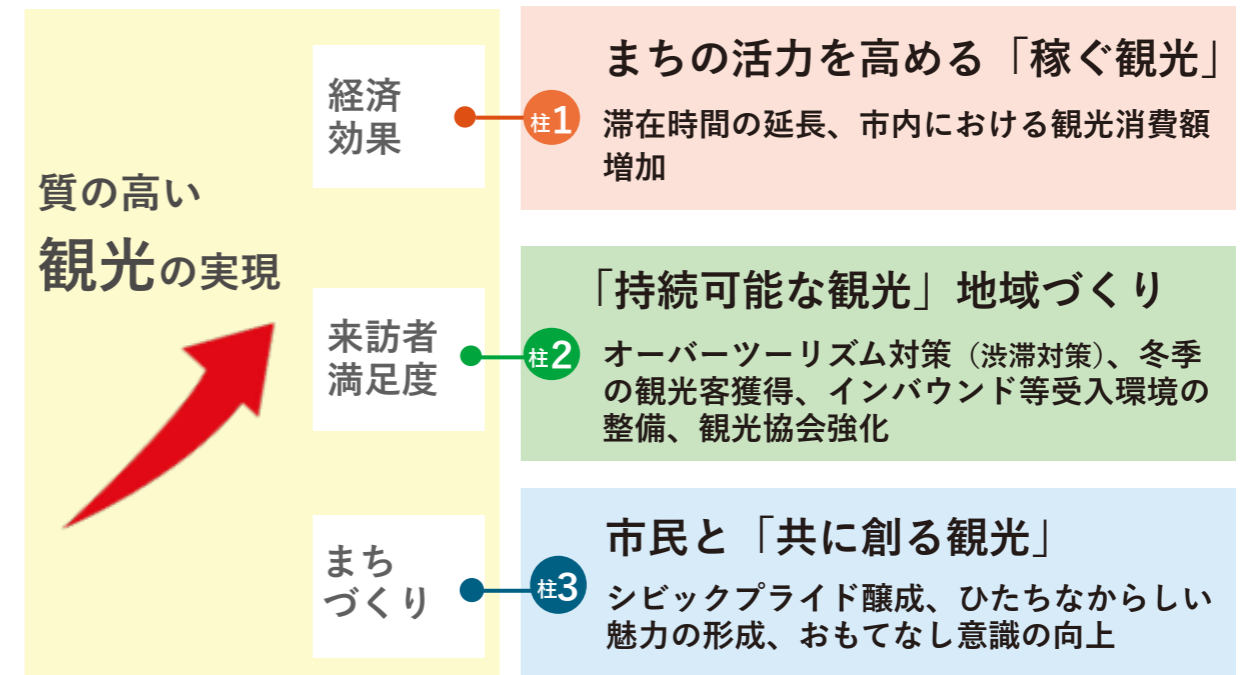 質の高い
観光の実現
経済
効果
柱1
まちの活力を高める「稼ぐ観光」
滞在時間の延長、市内における観光消費額
増加
来訪者
満足度
柱2
「持続可能な観光」地域づくり
オーバーツーリズム対策（渋滞対策）、冬季
の観光客獲得、インバウンド等受入環境の
整備、観光協会強化
まち
づくり
柱3
市民と「共に創る観光」
シビックプライド醸成、ひたちなからしい
魅力の形成、おもてなし意識の向上